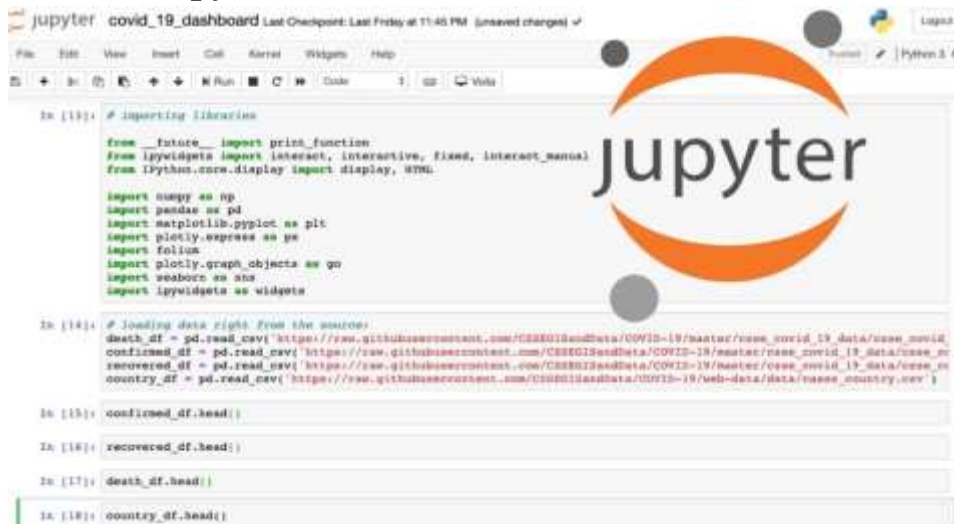 jupyter covid_19_dashboard Last Checkpoint: Last Friday at 11:45 PM (unsaved changes) Logout
File Edit View Insert Cell Kernel Widgets Help Trusted Python 3
Run Code Voila
jupyter
In [13]: # importing libraries
from __future__ import print_function
from ipywidgets import interact, interactive, fixed, interact_manual
from IPython.core.display import display, HTML
import numpy as np
import pandas as pd
import matplotlib.pyplot as plt
import plotly.express as px
import folium
import plotly.graph_objects as go
import seaborn as sns
import ipywidgets as widgets
In [14]: # loading data right from the source:
death_df = pd.read_csv('https://raw.githubusercontent.com/CSSEGISandData/COVID-19/master/csse_covid_19_data/csse_covid_
confirmed_df = pd.read_csv('https://raw.githubusercontent.com/CSSEGISandData/COVID-19/master/csse_covid_19_data/csse_
recovered_df = pd.read_csv('https://raw.githubusercontent.com/CSSEGISandData/COVID-19/master/csse_covid_19_data/csse_
country_df = pd.read_csv('https://raw.githubusercontent.com/CSSEGISandData/COVID-19/web-data/data/cases_country.csv')
In [15]: confirmed_df.head()
In [16]: recovered_df.head()
In [17]: death_df.head()
In [18]: country_df.head()